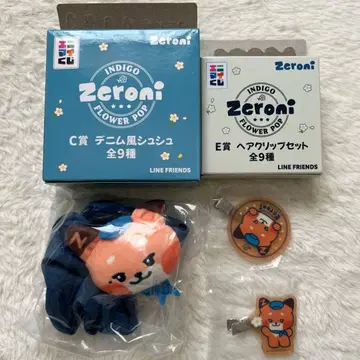 INDIGO
Zeroni
FLOWER POP
C賞 デニム風シュシュ
全9種
LINE FRIENDS
INDIGO
Zeroni
FLOWER POP
E賞 ヘアクリップセット
全9種
LINE FRIENDS
N